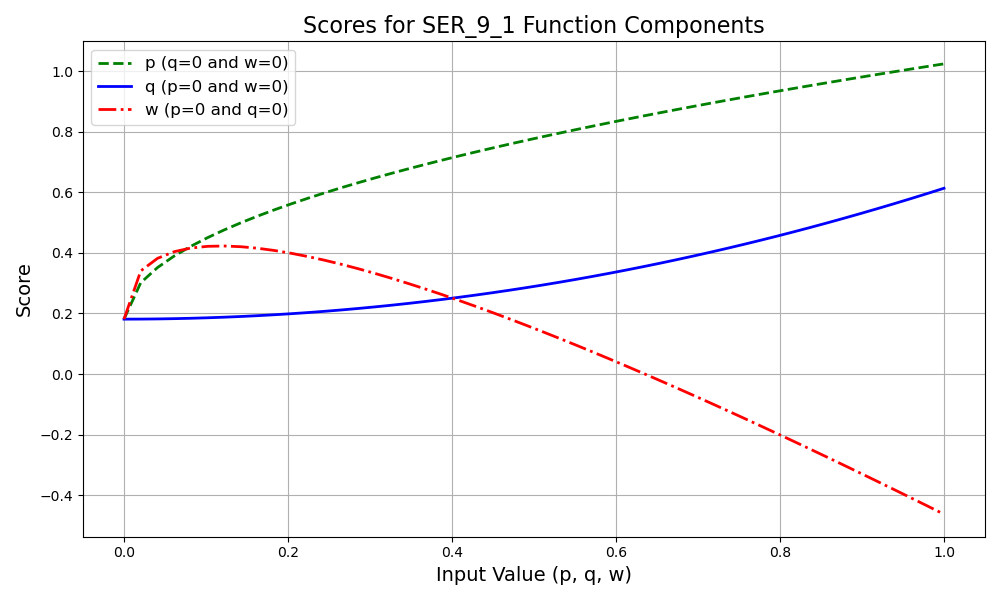 Scores for SER_9_1 Function Components
p (q=0 and w=0)
q (p=0 and w=0)
w (p=0 and q=0)
Score
1.0
0.8
0.6
0.4
0.2
0.0
−0.2
−0.4
0.0 0.2 0.4 0.6 0.8 1.0
Input Value (p, q, w)